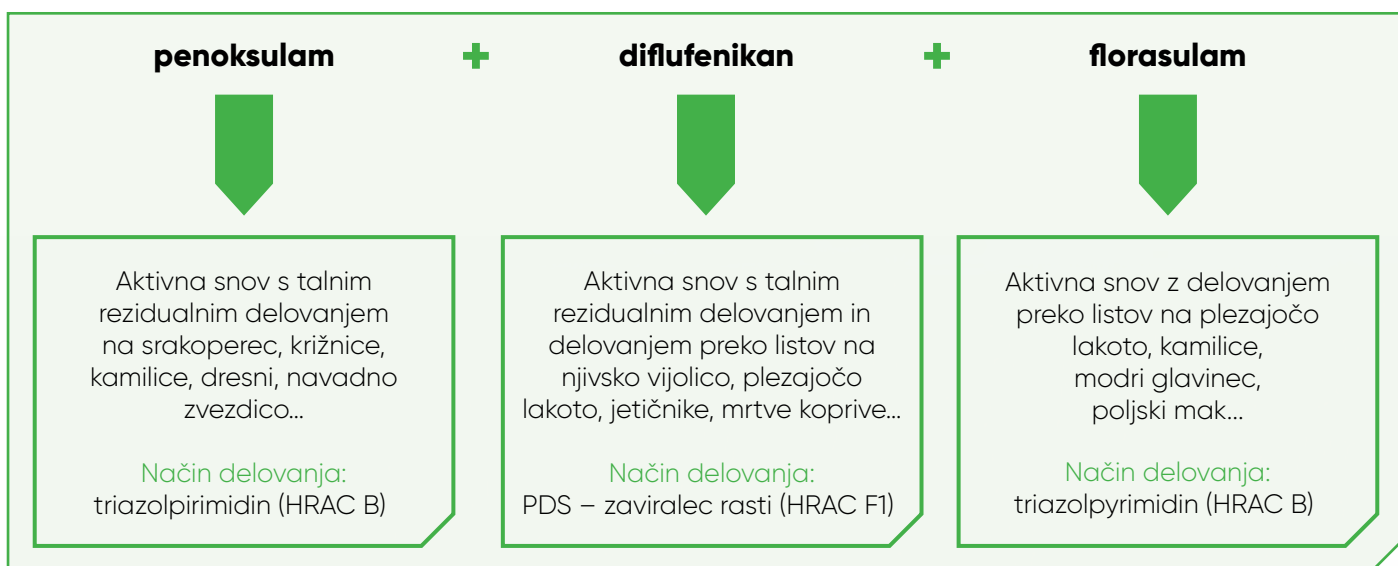 penoksulam + diflufenikan + florasulam
Aktivna snov s talnim
rezidualnim delovanjem
na srakoperec, križnice,
kamilice, dresni, navadno
zvezdico...
Način delovanja:
triazolpirimidin (HRAC B)
Aktivna snov s talnim
rezidualnim delovanjem in
delovanjem preko listov na
njivsko vijolico, plezajočo
lakoto, jetičnike, mrtve koprive...
Način delovanja:
PDS – zaviralec rasti (HRAC F1)
Aktivna snov z delovanjem
preko listov na plezajočo
lakoto, kamilice,
modri glavinec,
poljski mak...
Način delovanja:
triazolpyrimidin (HRAC B)